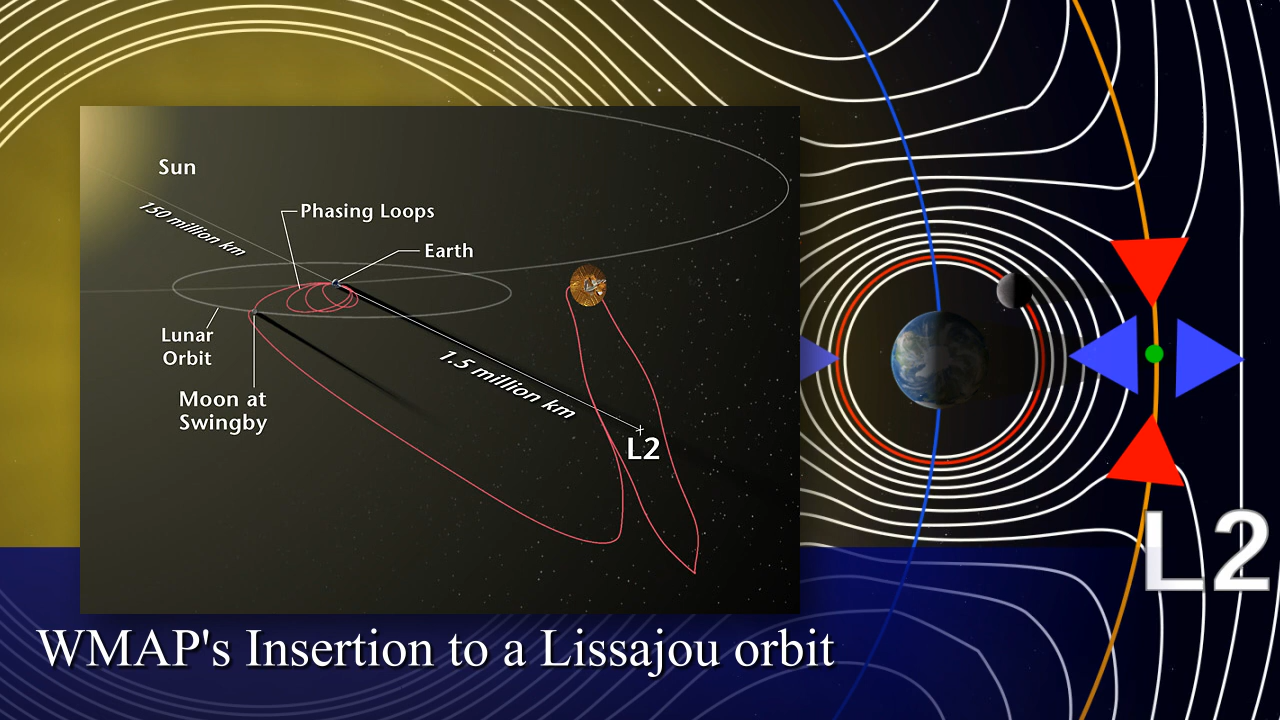 Sun
150 million km
Phasing Loops
Earth
Lunar
Orbit
Moon at
Swingby
1.5 million km
L2
L2
WMAP's Insertion to a Lissajou orbit